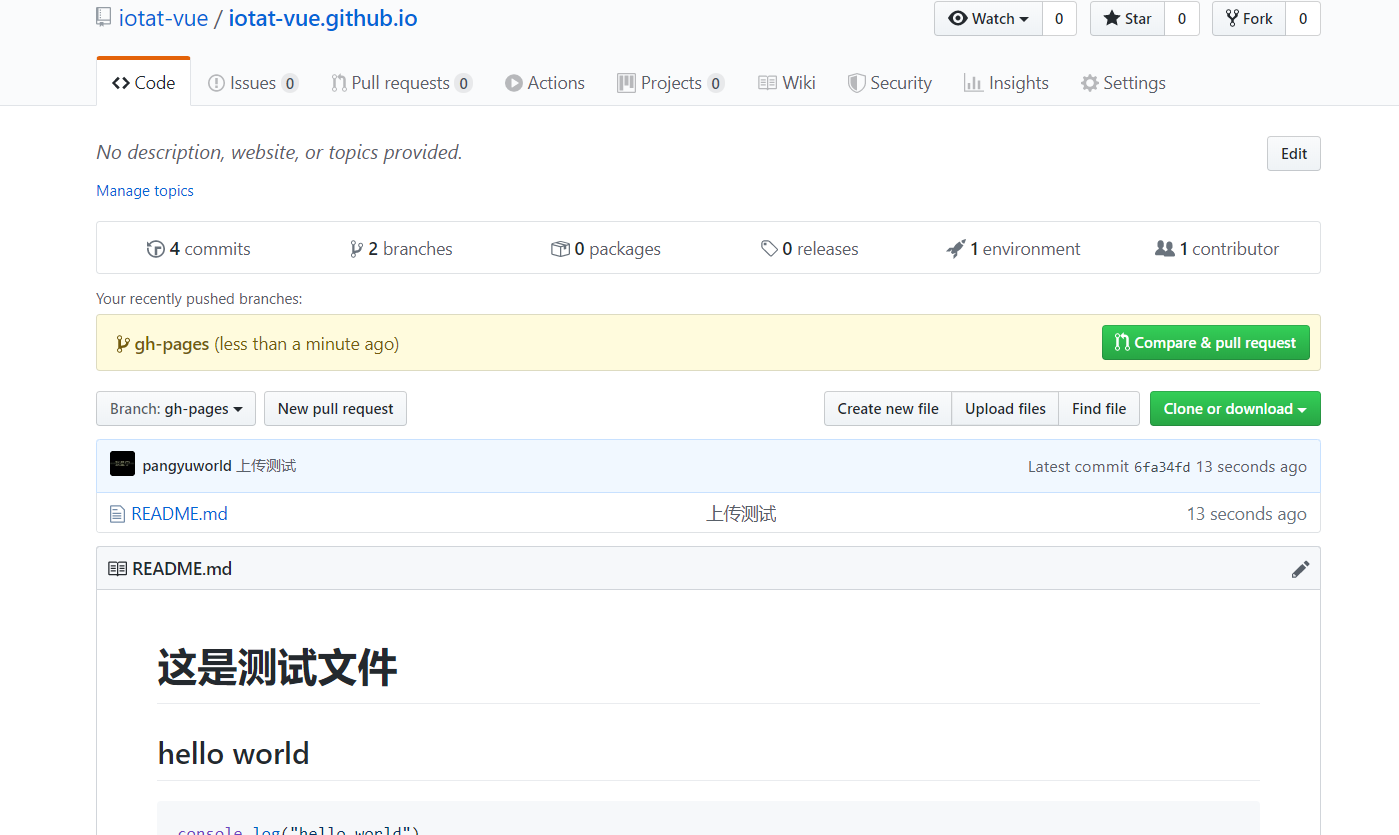 iotat-vue / iotat-vue.github.io
Watch 0 Star 0 Fork 0
Code Issues 0 Pull requests 0 Actions Projects 0 Wiki Security Insights Settings
No description, website, or topics provided. Edit
Manage topics
4 commits 2 branches 0 packages 0 releases 1 environment 1 contributor
Your recently pushed branches:
gh-pages (less than a minute ago) Compare & pull request
Branch: gh-pages New pull request Create new file Upload files Find file Clone or download
pangyuworld 上传测试 Latest commit 6fa34fd 13 seconds ago
README.md 上传测试 13 seconds ago
README.md
这是测试文件
hello world
console.log("hello world")